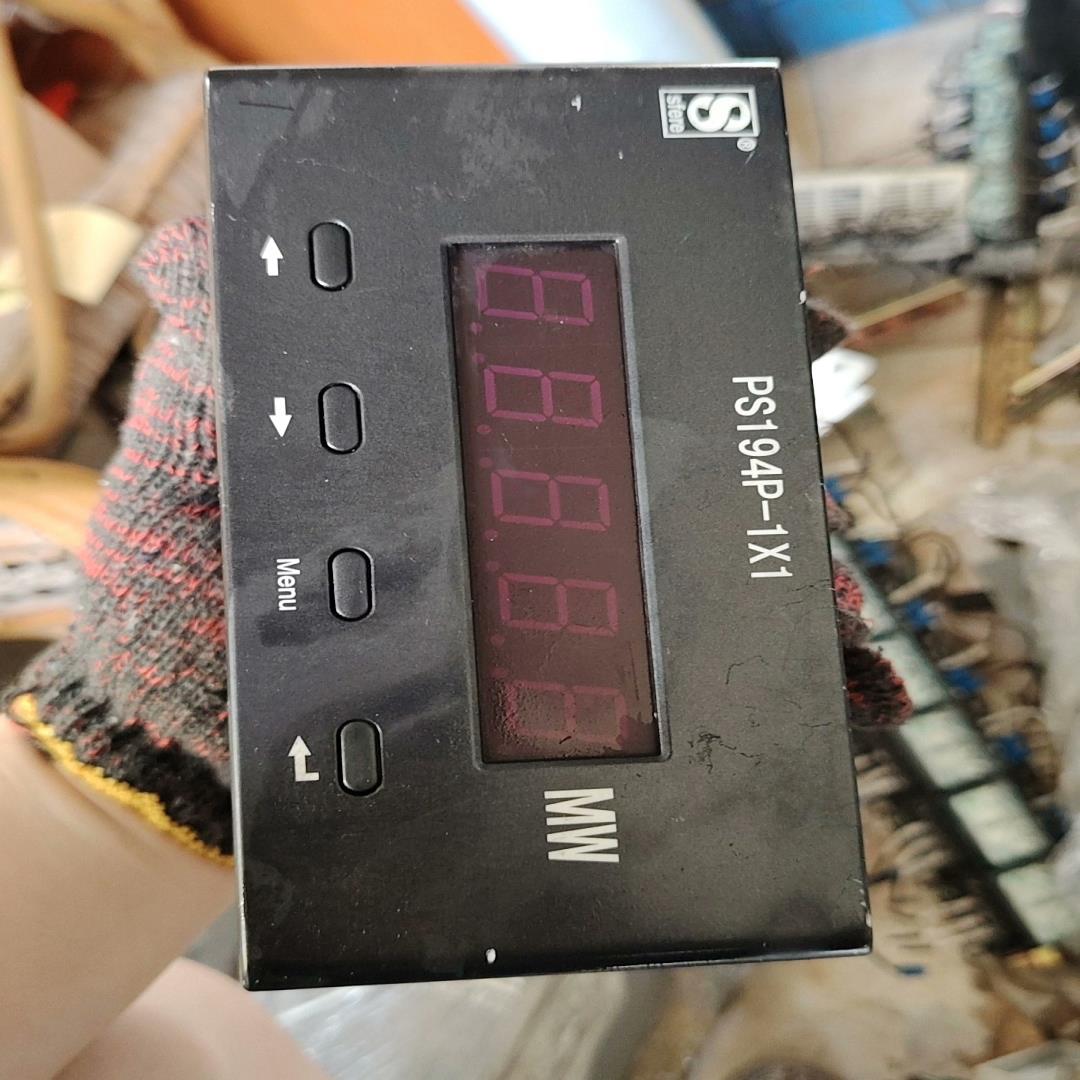 S
sfere
®
PS194P-1X1
MW
Menu